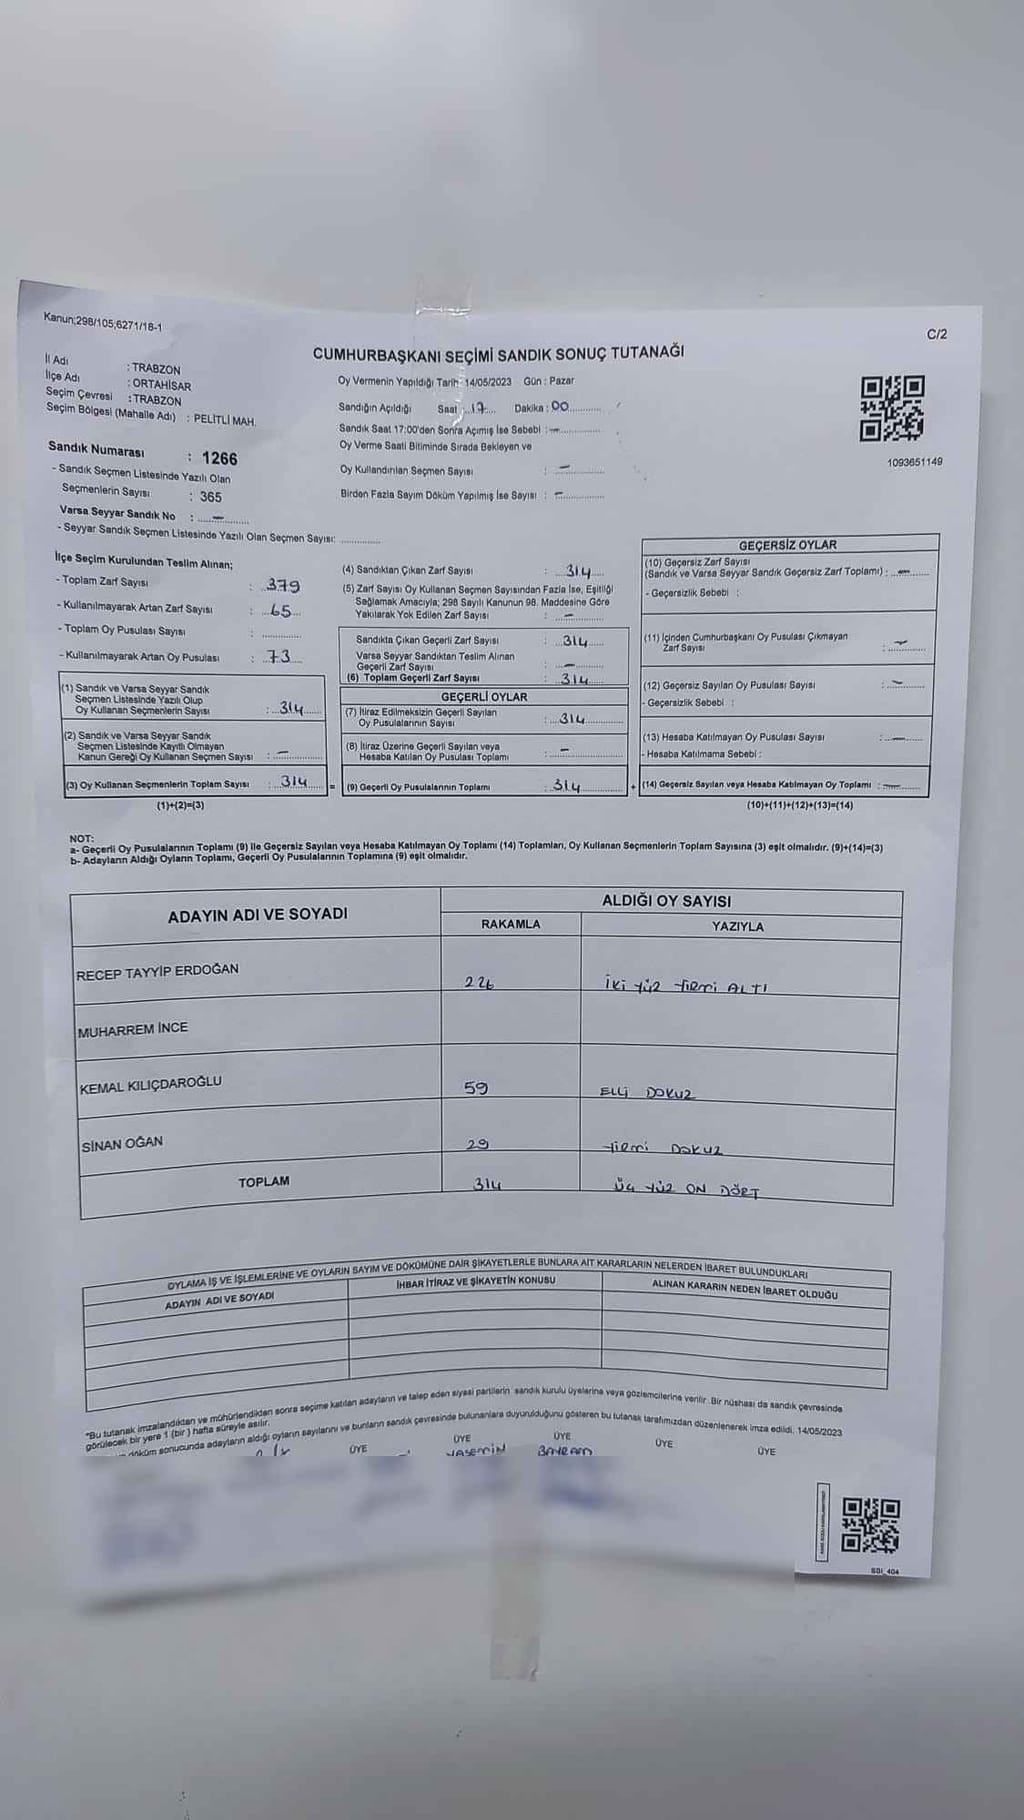 Kanun;298/105;6271/18-1
C/2
CUMHURBAŞKANI SEÇİMİ SANDIK SONUÇ TUTANAĞI
İl Adı : TRABZON
İlçe Adı : ORTAHİSAR
Seçim Çevresi : TRABZON
Seçim Bölgesi (Mahalle Adı) : PELİTLİ MAH.
Oy Vermenin Yapıldığı Tarih 14/05/2023 Gün : Pazar
Sandığın Açıldığı Saat 17 Dakika : 00
Sandık Saat 17:00'den Sonra Açımış İse Sebebi : -
Oy Verme Saati Bitiminde Sırada Bekleyen ve
Oy Kullandırılan Seçmen Sayısı : -
Birden Fazla Sayım Döküm Yapılmış İse Sayısı : -
1093651149
Sandık Numarası : 1266
- Sandık Seçmen Listesinde Yazılı Olan
Seçmenlerin Sayısı : 365
Varsa Seyyar Sandık No : -
- Seyyar Sandık Seçmen Listesinde Yazılı Olan Seçmen Sayısı:
İlçe Seçim Kurulundan Teslim Alınan;
- Toplam Zarf Sayısı : 379
- Kullanılmayarak Artan Zarf Sayısı : 65
- Toplam Oy Pusulası Sayısı :
- Kullanılmayarak Artan Oy Pusulası : 73
(1) Sandık ve Varsa Seyyar Sandık
Seçmen Listesinde Yazılı Olup
Oy Kullanan Seçmenlerin Sayısı : 314
(2) Sandık ve Varsa Seyyar Sandık
Seçmen Listesinde Kayıtlı Olmayan
Kanun Gereği Oy Kullanan Seçmen Sayısı : -
(3) Oy Kullanan Seçmenlerin Toplam Sayısı : 314 =
(1)+(2)=(3)
(4) Sandıktan Çıkan Zarf Sayısı : 314
(5) Zarf Sayısı Oy Kullanan Seçmen Sayısından Fazla İse, Eşitliği
Sağlamak Amacıyla; 298 Sayılı Kanunun 98. Maddesine Göre
Yakılarak Yok Edilen Zarf Sayısı : -
Sandıkta Çıkan Geçerli Zarf Sayısı : 314
Varsa Seyyar Sandıktan Teslim Alınan
Geçerli Zarf Sayısı : -
(6) Toplam Geçerli Zarf Sayısı : 314
GEÇERLİ OYLAR
(7) İtiraz Edilmeksizin Geçerli Sayılan
Oy Pusulalarının Sayısı : 314
(8) İtiraz Üzerine Geçerli Sayılan veya
Hesaba Katılan Oy Pusulası Toplamı : -
(9) Geçerli Oy Pusulalarının Toplamı : 314 +
GEÇERSİZ OYLAR
(10) Geçersiz Zarf Sayısı
(Sandık ve Varsa Seyyar Sandık Geçersiz Zarf Toplamı) : -
- Geçersizlik Sebebi :
(11) İçinden Cumhurbaşkanı Oy Pusulası Çıkmayan
Zarf Sayısı : -
(12) Geçersiz Sayılan Oy Pusulası Sayısı : -
- Geçersizlik Sebebi :
(13) Hesaba Katılmayan Oy Pusulası Sayısı : -
- Hesaba Katılmama Sebebi :
(14) Geçersiz Sayılan veya Hesaba Katılmayan Oy Toplamı : -
(10)+(11)+(12)+(13)=(14)
NOT:
a- Geçerli Oy Pusulalarının Toplamı (9) ile Geçersiz Sayılan veya Hesaba Katılmayan Oy Toplamı (14) Toplamları, Oy Kullanan Seçmenlerin Toplam Sayısına (3) eşit olmalıdır. (9)+(14)=(3)
b- Adayların Aldığı Oyların Toplamı, Geçerli Oy Pusulalarının Toplamına (9) eşit olmalıdır.
ADAYIN ADI VE SOYADI
ALDIĞI OY SAYISI
RAKAMLA YAZIYLA
RECEP TAYYİP ERDOĞAN 226 İKİ YÜZ YİRMİ ALTI
MUHARREM İNCE
KEMAL KILIÇDAROĞLU 59 ELLİ DOKUZ
SİNAN OĞAN 29 YİRMİ DOKUZ
TOPLAM 314 ÜÇ YÜZ ON DÖRT
OYLAMA İŞ VE İŞLEMLERİNE VE OYLARIN SAYIM VE DÖKÜMÜNE DAİR ŞİKAYETLERLE BUNLARA AİT KARARLARIN NELERDEN İBARET BULUNDUKLARI
ADAYIN ADI VE SOYADI İHBAR İTİRAZ VE ŞİKAYETİN KONUSU ALINAN KARARIN NEDEN İBARET OLDUĞU
"Bu tutanak imzalandıktan ve mühürlendikten sonra seçime katılan adayların ve talep eden siyasi partilerin sandık kurulu üyelerine veya gözlemcilerine verilir. Bir nüshası da sandık çevresinde
görülecek bir yere 1 (bir) hafta süreyle asılır.
döküm sonucunda adayların aldığı oyların sayılarını ve bunların sandık çevresinde bulunanlara duyurulduğunu gösteren bu tutanak tarafımızdan düzenlenerek imza edildi. 14/05/2023
ÜYE ÜYE ÜYE ÜYE ÜYE
YASEMİN BAYRAM
SGI_404